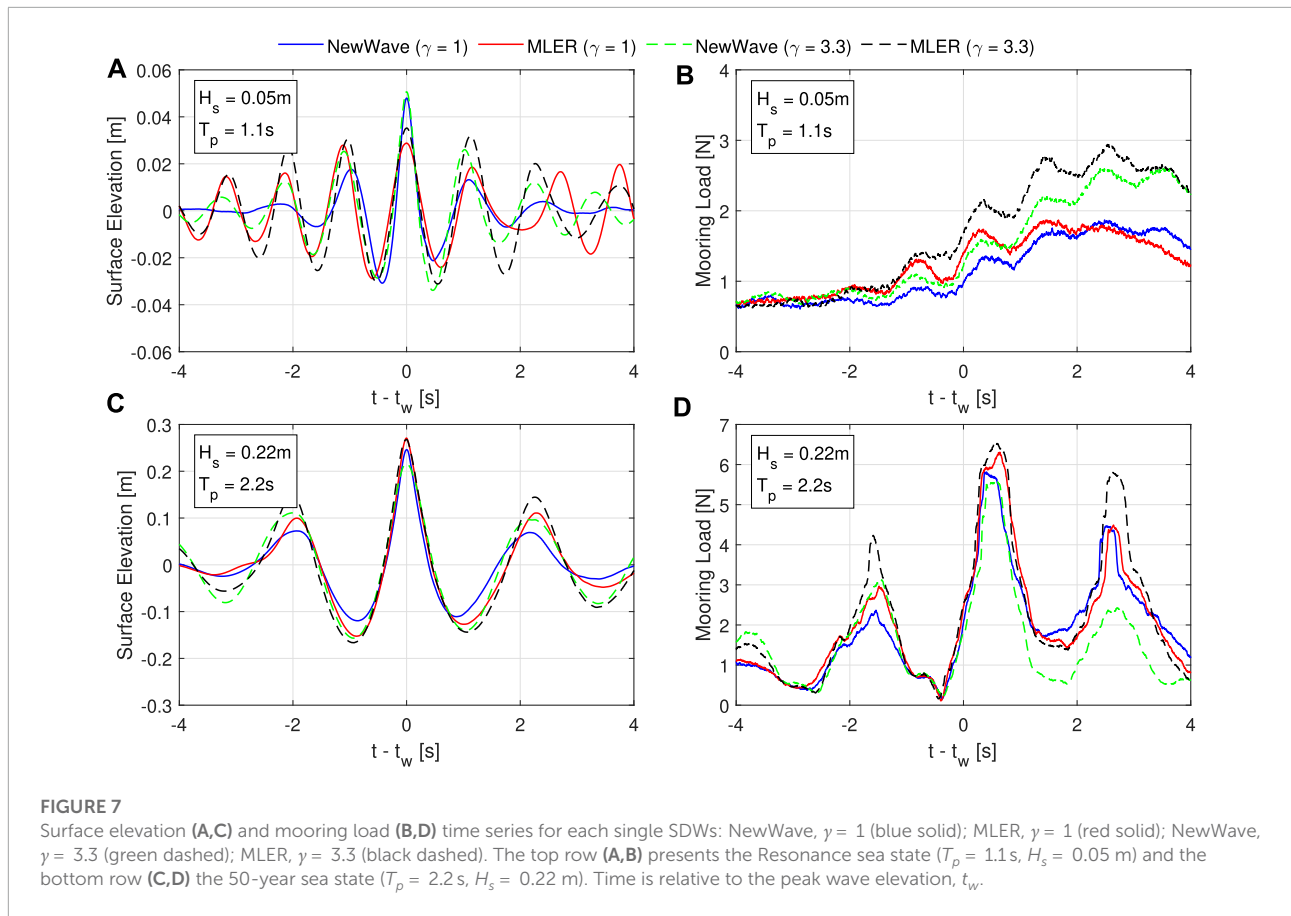 NewWave (γ = 1) MLER (γ = 1) NewWave (γ = 3.3) MLER (γ = 3.3)
A
H_s = 0.05m
T_p = 1.1s
Surface Elevation [m]
0.06
0.04
0.02
0
-0.02
-0.04
-0.06
-4 -2 0 2 4
t - t_w [s]
B
H_s = 0.05m
T_p = 1.1s
Mooring Load [N]
4
3
2
1
0
-4 -2 0 2 4
t - t_w [s]
C
H_s = 0.22m
T_p = 2.2s
Surface Elevation [m]
0.3
0.2
0.1
0
-0.1
-0.2
-0.3
-4 -2 0 2 4
t - t_w [s]
D
H_s = 0.22m
T_p = 2.2s
Mooring Load [N]
7
6
5
4
3
2
1
0
-4 -2 0 2 4
t - t_w [s]
FIGURE 7
Surface elevation (A,C) and mooring load (B,D) time series for each single SDWs: NewWave, γ = 1 (blue solid); MLER, γ = 1 (red solid); NewWave,
γ = 3.3 (green dashed); MLER, γ = 3.3 (black dashed). The top row (A,B) presents the Resonance sea state (T_p = 1.1 s, H_s = 0.05 m) and the
bottom row (C,D) the 50-year sea state (T_p = 2.2 s, H_s = 0.22 m). Time is relative to the peak wave elevation, t_w.